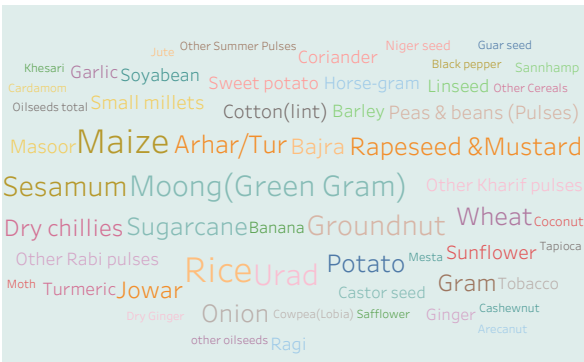 Jute Other Summer Pulses Niger seed Guar seed
Khesari Garlic Soyabean Coriander Black pepper Sannhamp
Cardamom Sweet potato Horse-gram Linseed Other Cereals
Oilseeds total Small millets Cotton(lint) Barley Peas & beans (Pulses)
Masoor Maize Arhar/Tur Bajra Rapeseed &Mustard
Sesamum Moong(Green Gram) Other Kharif pulses
Dry chillies Sugarcane Banana Groundnut Wheat Coconut
Other Rabi pulses Rice Urad Potato Mesta Sunflower Tapioca
Moth Turmeric Jowar Castor seed Gram Tobacco
Dry Ginger Onion Cowpea(Lobia) Safflower Ginger Cashewnut
other oilseeds Ragi Arecanut